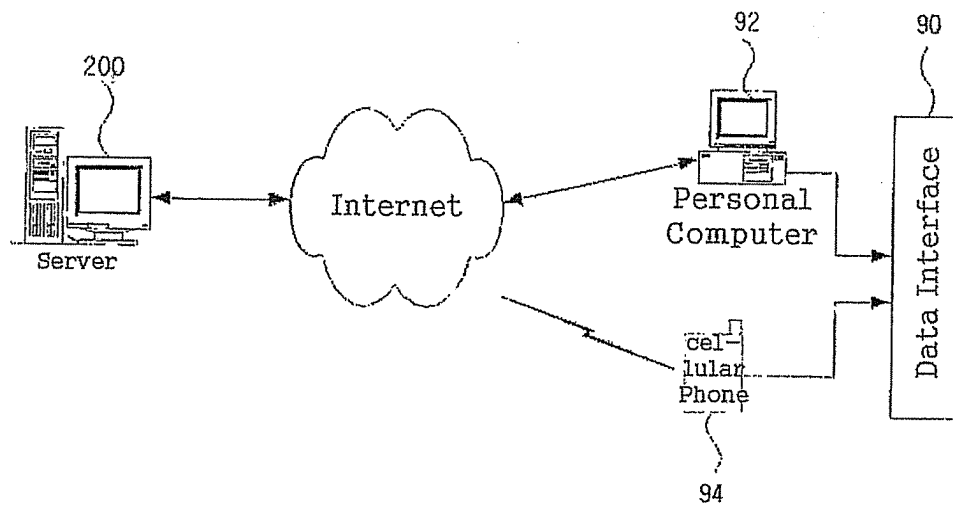 92
90
200
Internet
Server
Personal
Computer
Data Interface
cel-
lular
Phone
94